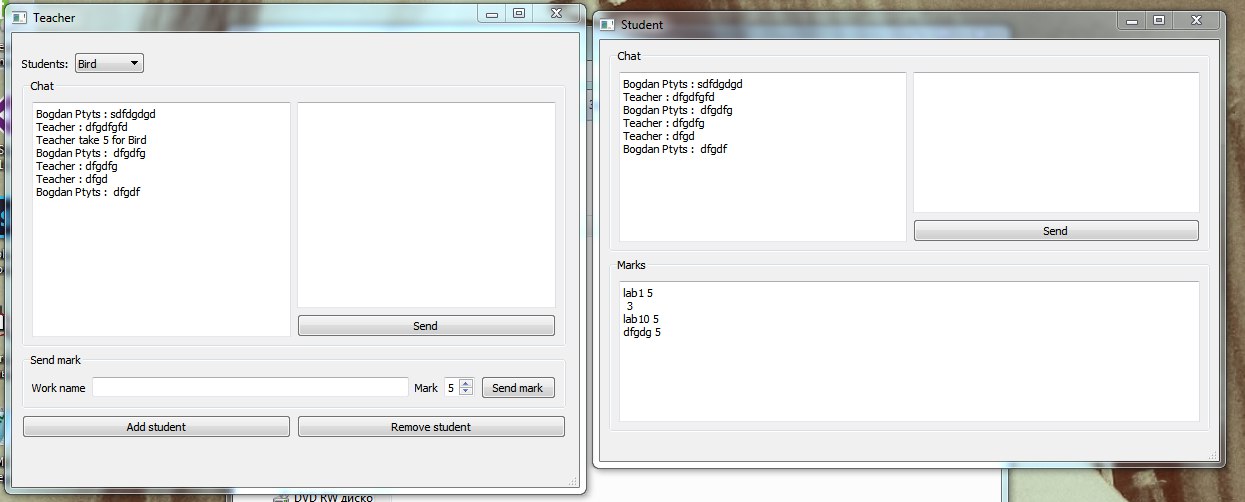 Teacher
Students: Bird
Chat
Bogdan Ptyts : sdfdgdgd
Teacher : dfgdfgfd
Teacher take 5 for Bird
Bogdan Ptyts :  dfgdfg
Teacher : dfgdfg
Teacher : dfgd
Bogdan Ptyts :  dfgdf
Send
Send mark
Work name Mark 5 Send mark
Add student Remove student
Student
Chat
Bogdan Ptyts : sdfdgdgd
Teacher : dfgdfgfd
Bogdan Ptyts :  dfgdfg
Teacher : dfgdfg
Teacher : dfgd
Bogdan Ptyts :  dfgdf
Send
Marks
lab1 5
3
lab10 5
dfgdg 5
DVD RW диско